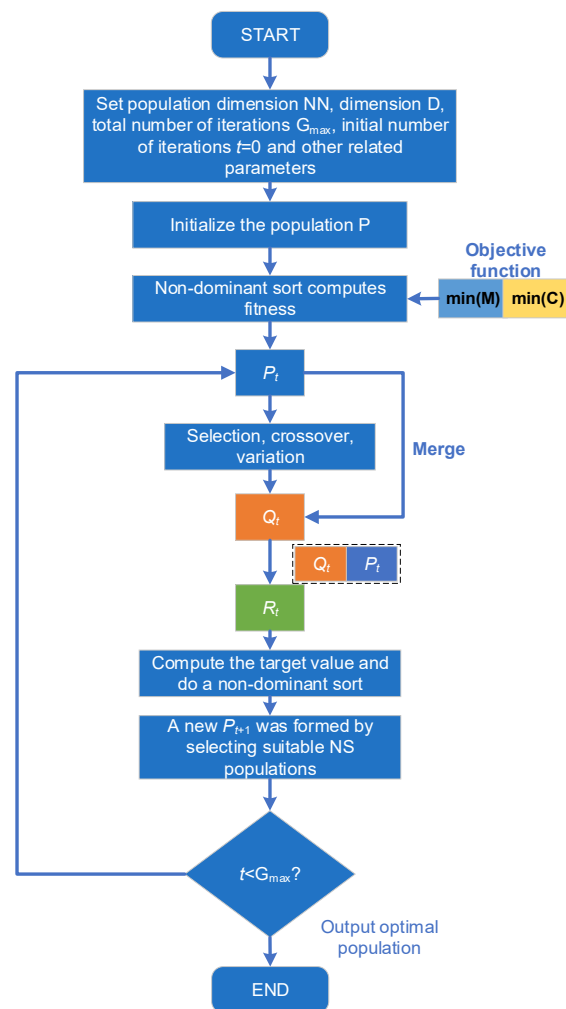 START
Set population dimension NN, dimension D,
total number of iterations Gmax, initial number
of iterations t=0 and other related
parameters
Initialize the population P
Objective
function
Non-dominant sort computes
fitness
min(M) min(C)
Pt
Selection, crossover,
variation
Merge
Qt
Qt Pt
Rt
Compute the target value and
do a non-dominant sort
A new Pt+1 was formed by
selecting suitable NS
populations
t<Gmax?
Output optimal
population
END